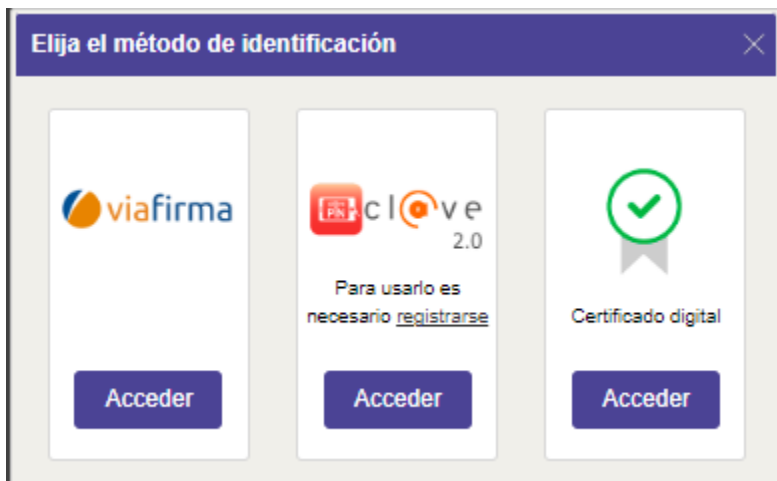 Elija el método de identificación
viafirma
PIN
cl@ve
2.0
Para usarlo es
necesario registrarse
Certificado digital
Acceder
Acceder
Acceder